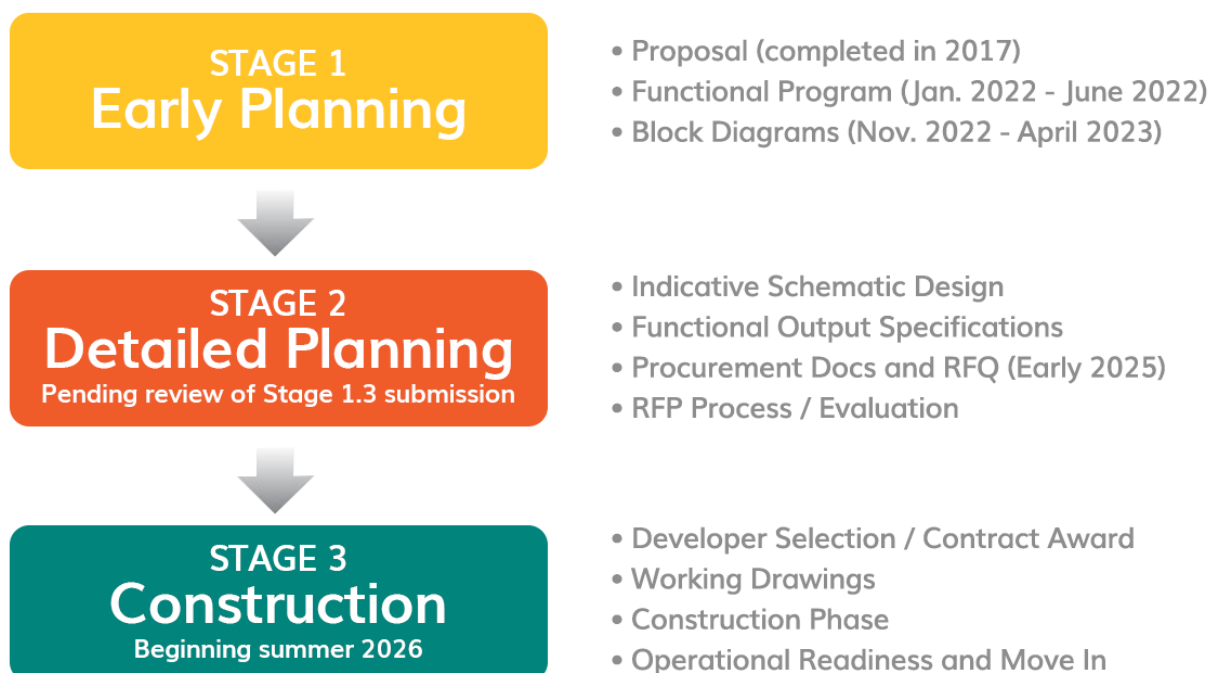 STAGE 1
Early Planning
• Proposal (completed in 2017)
• Functional Program (Jan. 2022 - June 2022)
• Block Diagrams (Nov. 2022 - April 2023)
STAGE 2
Detailed Planning
Pending review of Stage 1.3 submission
• Indicative Schematic Design
• Functional Output Specifications
• Procurement Docs and RFQ (Early 2025)
• RFP Process / Evaluation
STAGE 3
Construction
Beginning summer 2026
• Developer Selection / Contract Award
• Working Drawings
• Construction Phase
• Operational Readiness and Move In